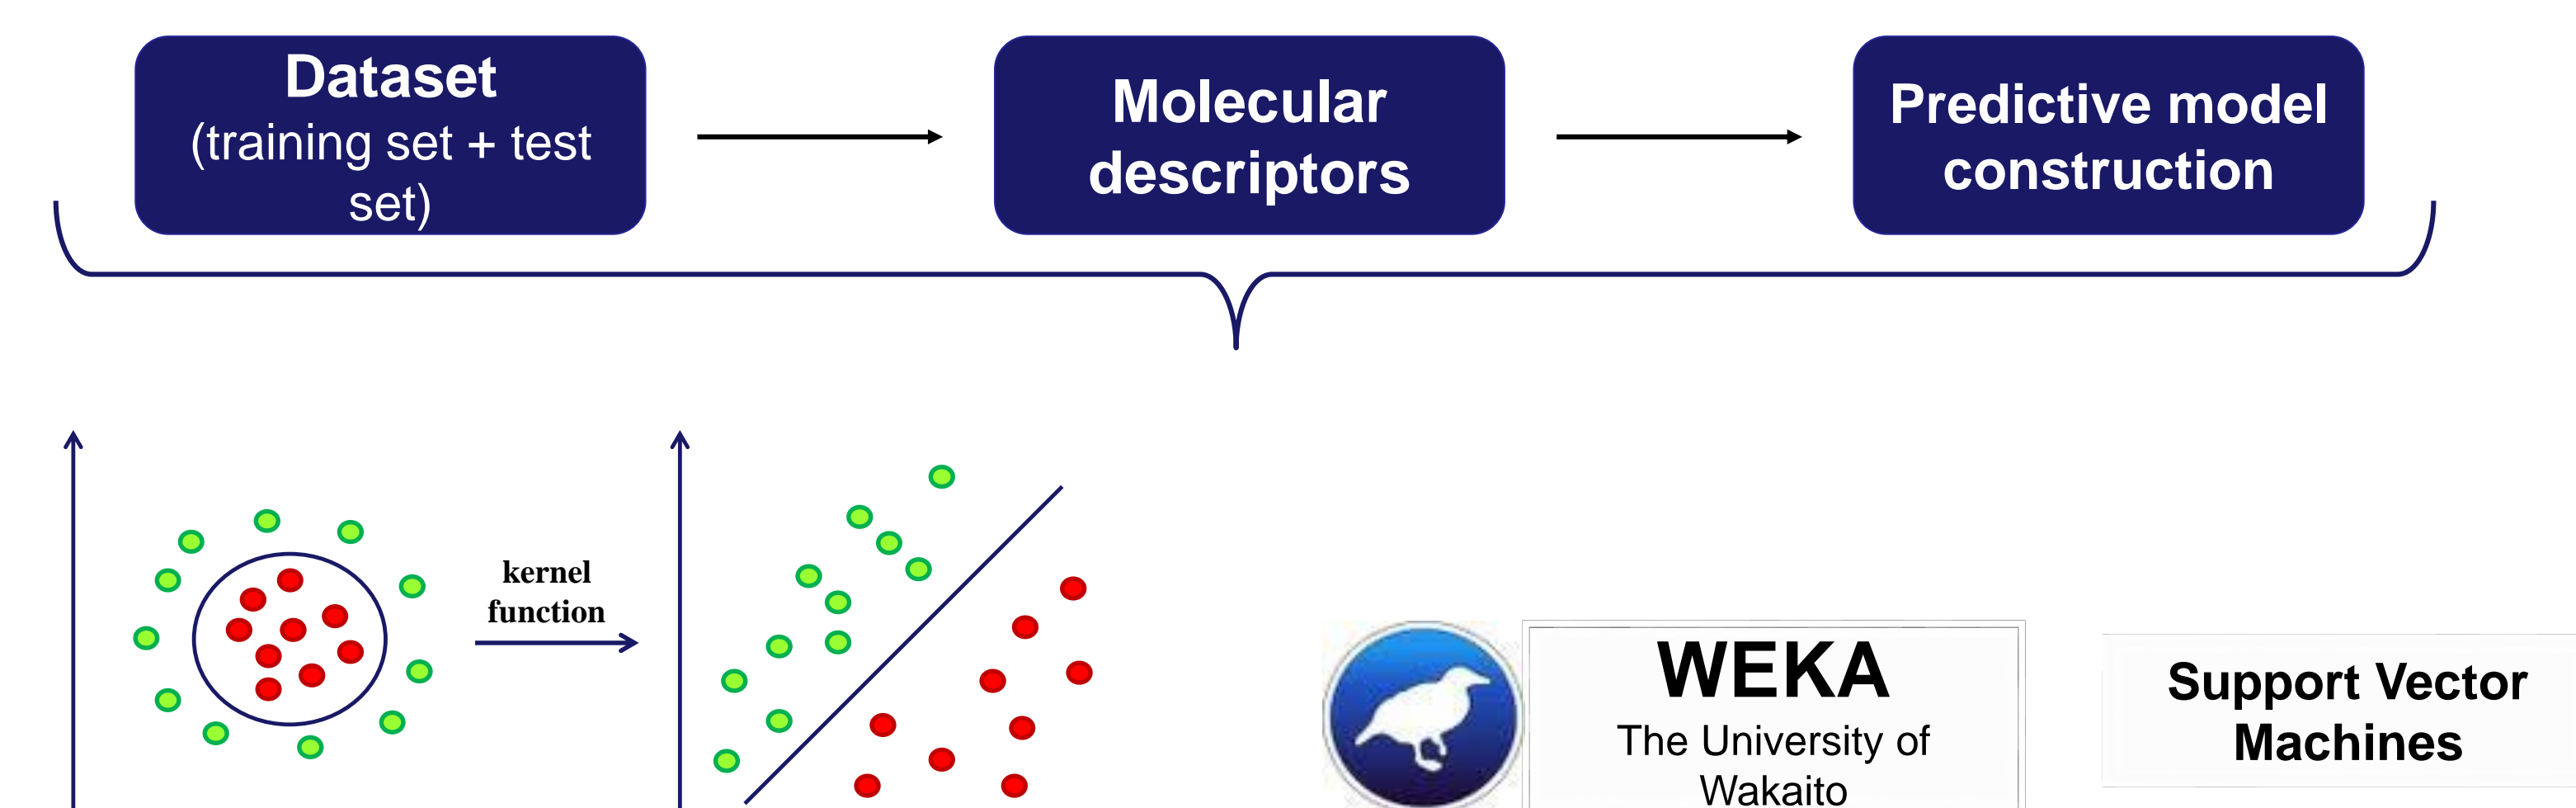 Dataset
(training set + test
set)
Molecular
descriptors
Predictive model
construction
kernel
function
WEKA
The University of
Wakaito
Support Vector
Machines